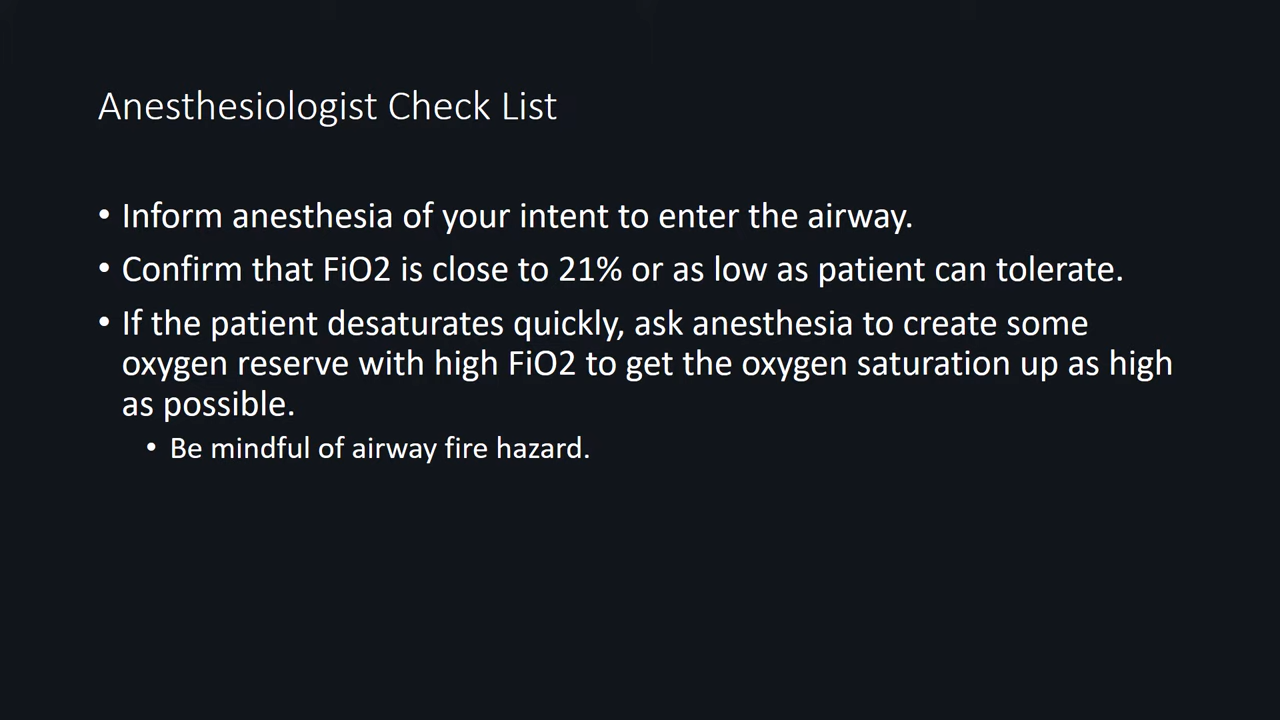 Anesthesiologist Check List
• Inform anesthesia of your intent to enter the airway.
• Confirm that FiO2 is close to 21% or as low as patient can tolerate.
• If the patient desaturates quickly, ask anesthesia to create some
oxygen reserve with high FiO2 to get the oxygen saturation up as high
as possible.
• Be mindful of airway fire hazard.